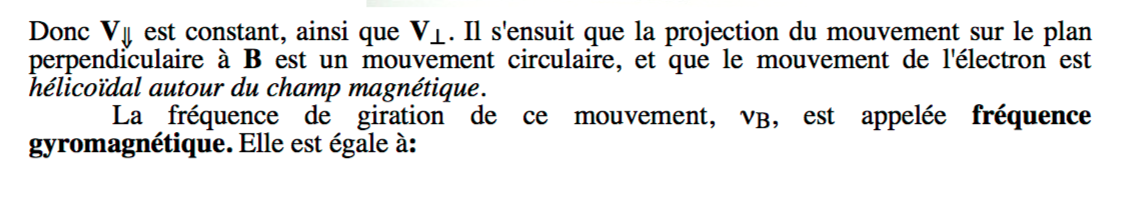 Donc V⇓ est constant, ainsi que V⊥. Il s'ensuit que la projection du mouvement sur le plan
perpendiculaire à B est un mouvement circulaire, et que le mouvement de l'électron est
hélicoïdal autour du champ magnétique.
La fréquence de giration de ce mouvement, νB, est appelée fréquence
gyromagnétique. Elle est égale à: